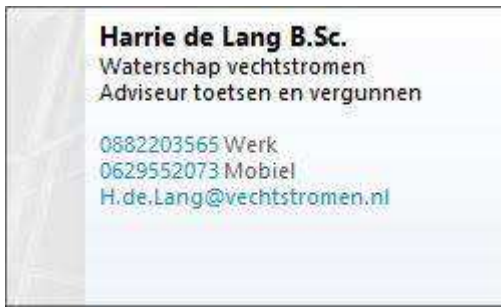 Harrie de Lang B.Sc.
Waterschap vechtstromen
Adviseur toetsen en vergunnen
0882203565 Werk
0629552073 Mobiel
H.de.Lang@vechtstromen.nl